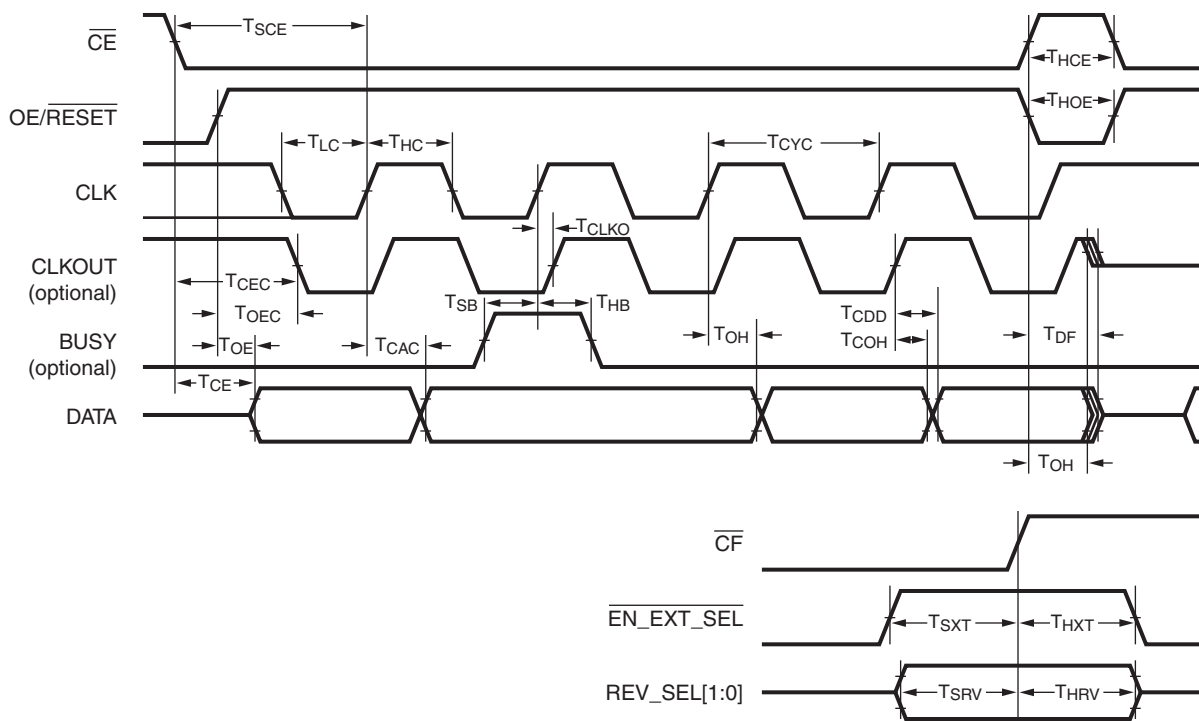 CE
T_SCE
T_HCE
OE/RESET
T_HOE
T_LC
T_HC
T_CYC
CLK
T_CLKO
CLKOUT
(optional)
T_CEC
T_SB
T_HB
T_CDD
T_OEC
BUSY
(optional)
T_OE
T_CAC
T_OH
T_COH
T_DF
T_CE
DATA
T_OH
CF
EN_EXT_SEL
T_SXT
T_HXT
REV_SEL[1:0]
T_SRV
T_HRV